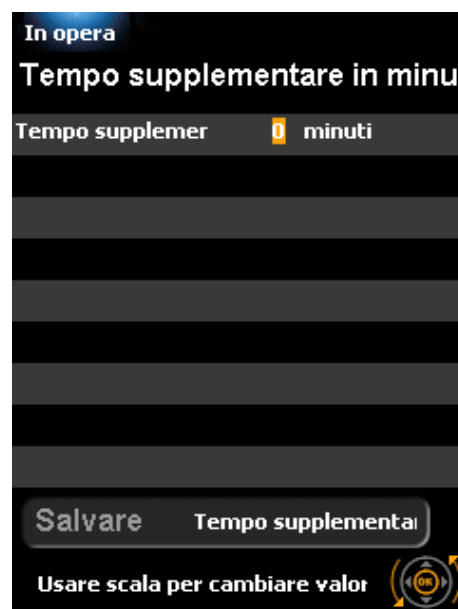 In opera
Tempo supplementare in minu
Tempo supplemer 0 minuti
Salvare Tempo supplementa
Usare scala per cambiare valor
OK